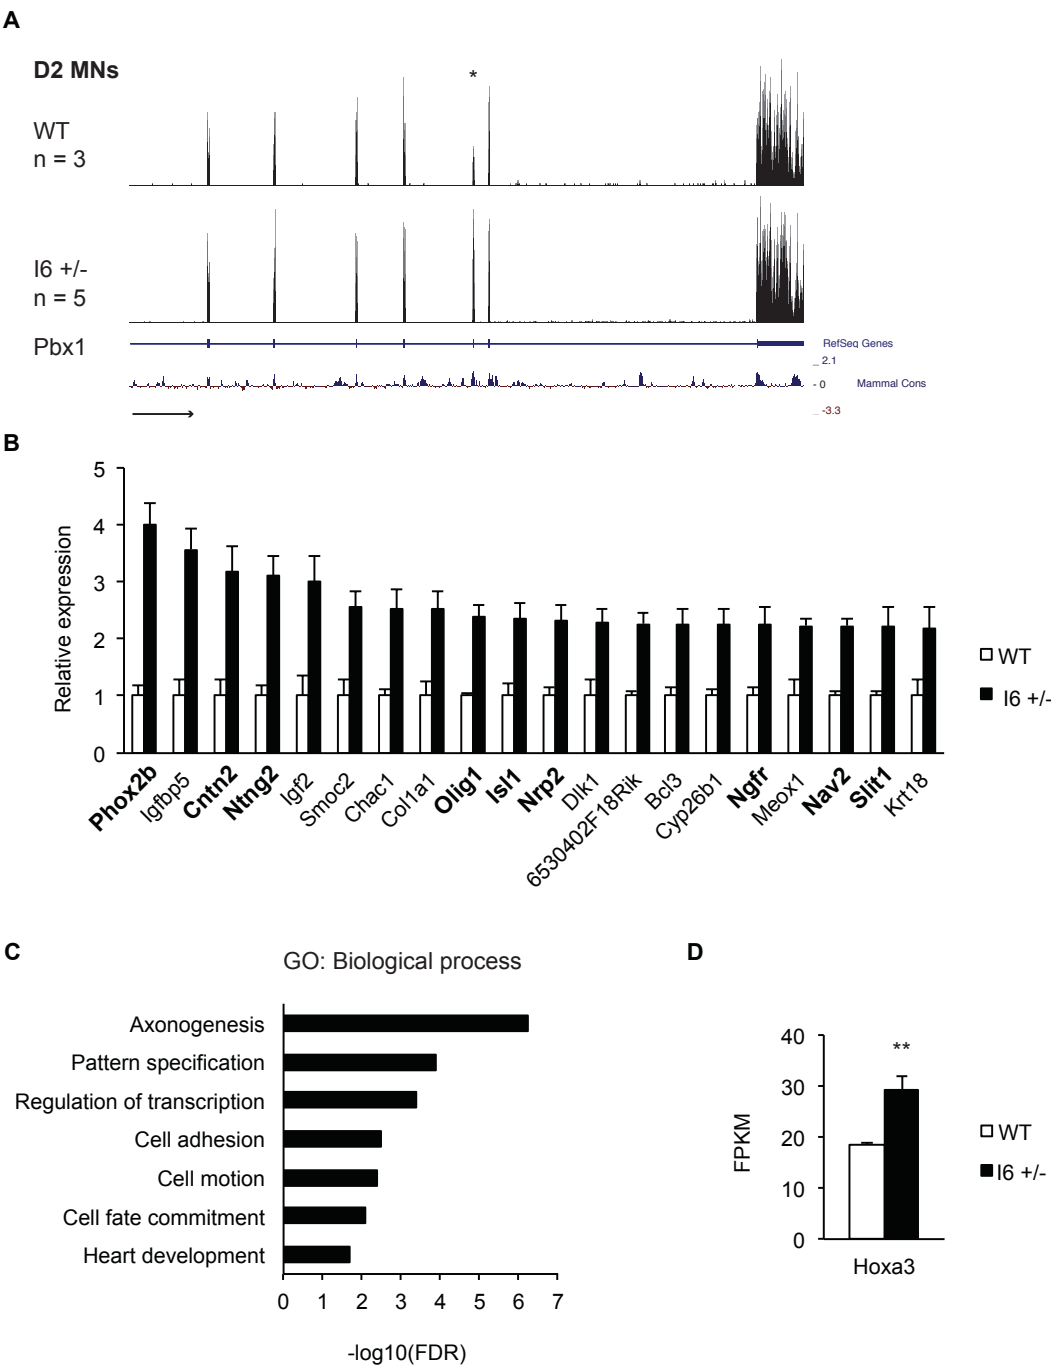 A
D2 MNs
*
WT
n = 3
I6 +/-
n = 5
Pbx1
RefSeq Genes
_ 2.1
- 0
Mammal Cons
_ -3.3
B
5
4
3
2
1
0
Relative expression
WT
I6 +/-
Phox2b
Igfbp5
Cntn2
Ntng2
Igf2
Smoc2
Chac1
Col1a1
Olig1
Isl1
Nrp2
Dlk1
6530402F18Rik
Bcl3
Cyp26b1
Ngfr
Meox1
Nav2
Slit1
Krt18
C
GO: Biological process
Axonogenesis
Pattern specification
Regulation of transcription
Cell adhesion
Cell motion
Cell fate commitment
Heart development
0 1 2 3 4 5 6 7
-log10(FDR)
D
40
30
20
10
0
FPKM
**
WT
I6 +/-
Hoxa3